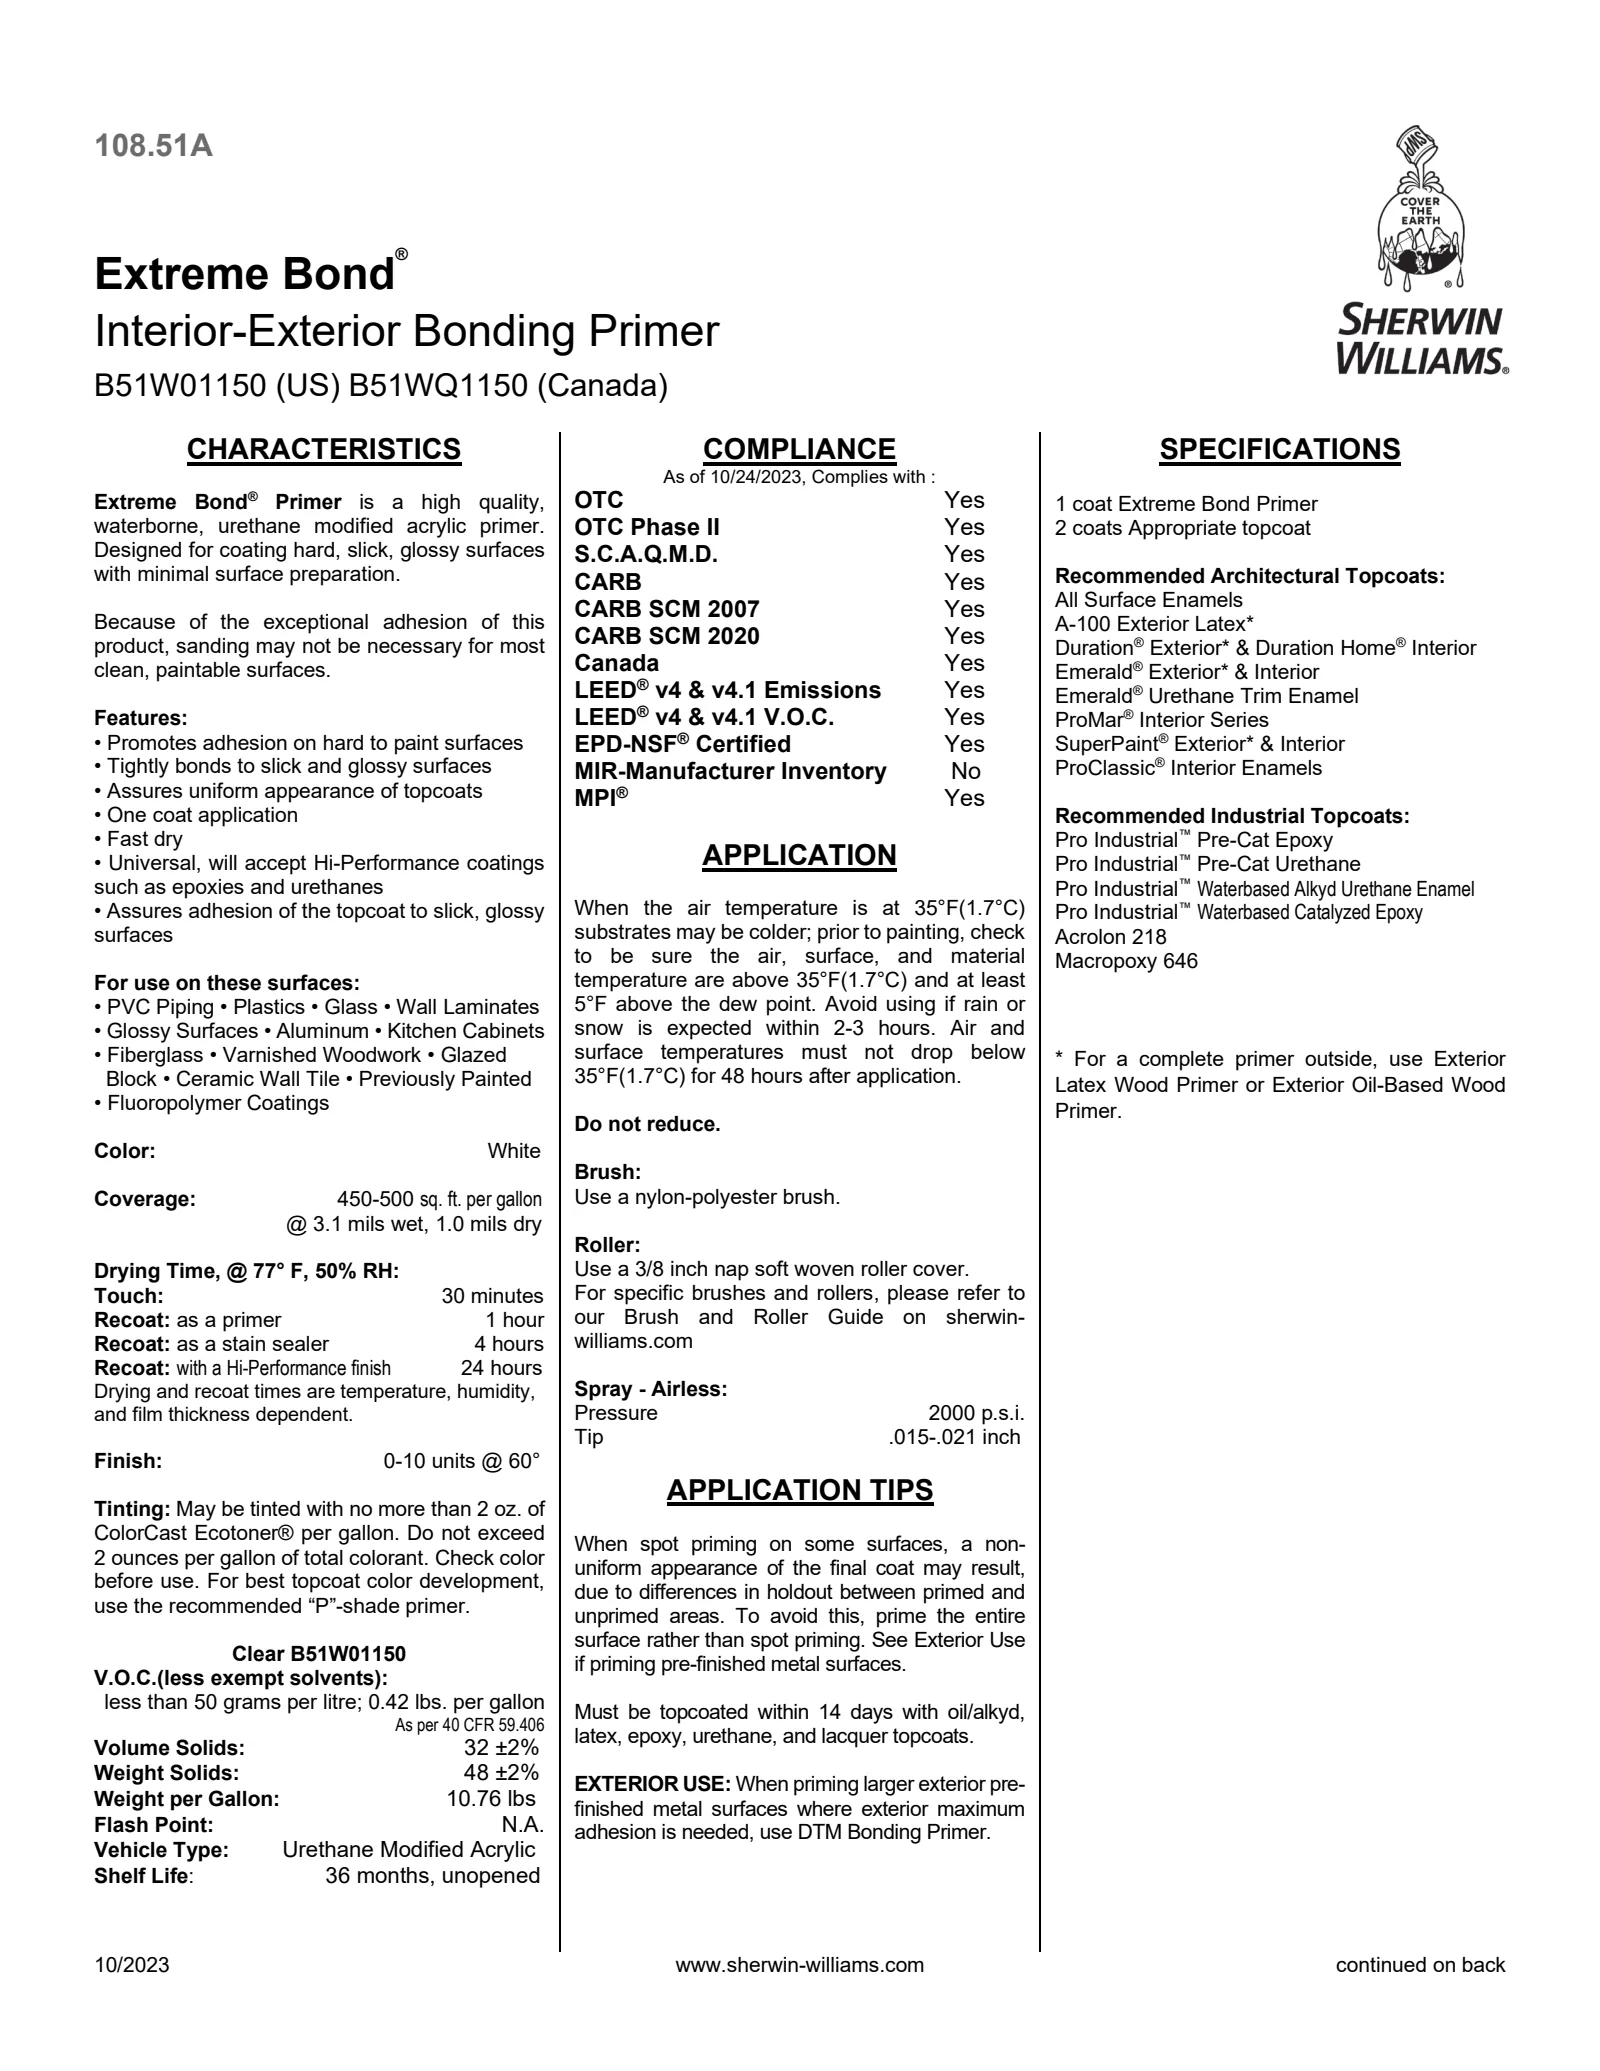 108.51A
SWP
COVER
THE
EARTH
®
SHERWIN
WILLIAMS®
Extreme Bond®
Interior-Exterior Bonding Primer
B51W01150 (US) B51WQ1150 (Canada)
CHARACTERISTICS
Extreme Bond® Primer is a high quality,
waterborne, urethane modified acrylic primer.
Designed for coating hard, slick, glossy surfaces
with minimal surface preparation.
Because of the exceptional adhesion of this
product, sanding may not be necessary for most
clean, paintable surfaces.
Features:
• Promotes adhesion on hard to paint surfaces
• Tightly bonds to slick and glossy surfaces
• Assures uniform appearance of topcoats
• One coat application
• Fast dry
• Universal, will accept Hi-Performance coatings
such as epoxies and urethanes
• Assures adhesion of the topcoat to slick, glossy
surfaces
For use on these surfaces:
• PVC Piping • Plastics • Glass • Wall Laminates
• Glossy Surfaces • Aluminum • Kitchen Cabinets
• Fiberglass • Varnished Woodwork • Glazed
Block • Ceramic Wall Tile • Previously Painted
• Fluoropolymer Coatings
Color: White
Coverage: 450-500 sq. ft. per gallon
@ 3.1 mils wet, 1.0 mils dry
Drying Time, @ 77° F, 50% RH:
Touch: 30 minutes
Recoat: as a primer 1 hour
Recoat: as a stain sealer 4 hours
Recoat: with a Hi-Performance finish 24 hours
Drying and recoat times are temperature, humidity,
and film thickness dependent.
Finish: 0-10 units @ 60°
Tinting: May be tinted with no more than 2 oz. of
ColorCast Ecotoner® per gallon. Do not exceed
2 ounces per gallon of total colorant. Check color
before use. For best topcoat color development,
use the recommended “P”-shade primer.
Clear B51W01150
V.O.C.(less exempt solvents):
less than 50 grams per litre; 0.42 lbs. per gallon
As per 40 CFR 59.406
Volume Solids: 32 ±2%
Weight Solids: 48 ±2%
Weight per Gallon: 10.76 lbs
Flash Point: N.A.
Vehicle Type: Urethane Modified Acrylic
Shelf Life: 36 months, unopened
COMPLIANCE
As of 10/24/2023, Complies with :
OTC Yes
OTC Phase II Yes
S.C.A.Q.M.D. Yes
CARB Yes
CARB SCM 2007 Yes
CARB SCM 2020 Yes
Canada Yes
LEED® v4 & v4.1 Emissions Yes
LEED® v4 & v4.1 V.O.C. Yes
EPD-NSF® Certified Yes
MIR-Manufacturer Inventory No
MPI® Yes
APPLICATION
When the air temperature is at 35°F(1.7°C)
substrates may be colder; prior to painting, check
to be sure the air, surface, and material
temperature are above 35°F(1.7°C) and at least
5°F above the dew point. Avoid using if rain or
snow is expected within 2-3 hours. Air and
surface temperatures must not drop below
35°F(1.7°C) for 48 hours after application.
Do not reduce.
Brush:
Use a nylon-polyester brush.
Roller:
Use a 3/8 inch nap soft woven roller cover.
For specific brushes and rollers, please refer to
our Brush and Roller Guide on sherwin-
williams.com
Spray - Airless:
Pressure 2000 p.s.i.
Tip .015-.021 inch
APPLICATION TIPS
When spot priming on some surfaces, a non-
uniform appearance of the final coat may result,
due to differences in holdout between primed and
unprimed areas. To avoid this, prime the entire
surface rather than spot priming. See Exterior Use
if priming pre-finished metal surfaces.
Must be topcoated within 14 days with oil/alkyd,
latex, epoxy, urethane, and lacquer topcoats.
EXTERIOR USE: When priming larger exterior pre-
finished metal surfaces where exterior maximum
adhesion is needed, use DTM Bonding Primer.
SPECIFICATIONS
1 coat Extreme Bond Primer
2 coats Appropriate topcoat
Recommended Architectural Topcoats:
All Surface Enamels
A-100 Exterior Latex*
Duration® Exterior* & Duration Home® Interior
Emerald® Exterior* & Interior
Emerald® Urethane Trim Enamel
ProMar® Interior Series
SuperPaint® Exterior* & Interior
ProClassic® Interior Enamels
Recommended Industrial Topcoats:
Pro Industrial™ Pre-Cat Epoxy
Pro Industrial™ Pre-Cat Urethane
Pro Industrial™ Waterbased Alkyd Urethane Enamel
Pro Industrial™ Waterbased Catalyzed Epoxy
Acrolon 218
Macropoxy 646
* For a complete primer outside, use Exterior
Latex Wood Primer or Exterior Oil-Based Wood
Primer.
10/2023
www.sherwin-williams.com
continued on back